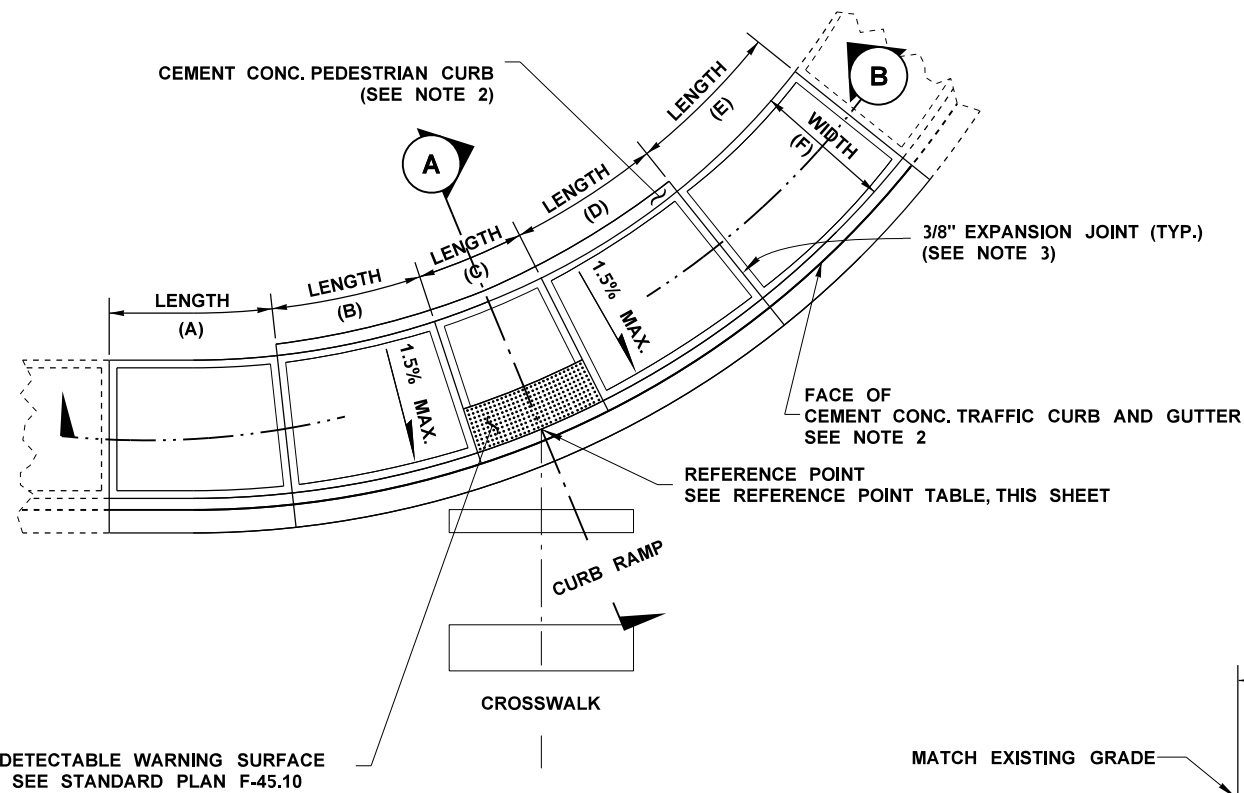 CEMENT CONC. PEDESTRIAN CURB
(SEE NOTE 2)
B
LENGTH
(E)
WIDTH
(F)
A
LENGTH
(D)
3/8" EXPANSION JOINT (TYP.)
(SEE NOTE 3)
LENGTH
(C)
LENGTH
(B)
LENGTH
(A)
1.5% MAX.
1.5% MAX.
FACE OF
CEMENT CONC. TRAFFIC CURB AND GUTTER
SEE NOTE 2
REFERENCE POINT
SEE REFERENCE POINT TABLE, THIS SHEET
CURB RAMP
CROSSWALK
DETECTABLE WARNING SURFACE
SEE STANDARD PLAN F-45.10
MATCH EXISTING GRADE